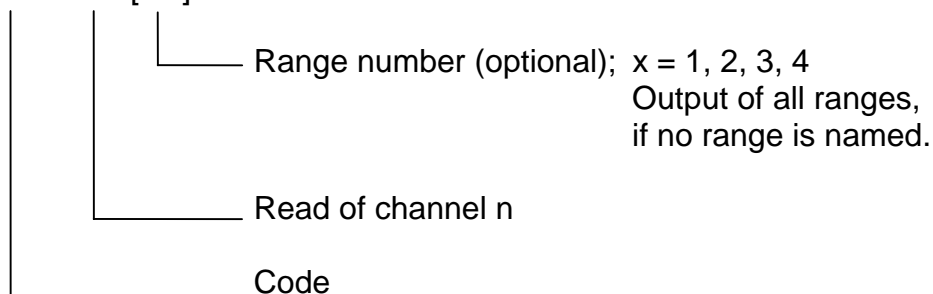 Range number (optional); x = 1, 2, 3, 4
Output of all ranges,
if no range is named.
Read of channel n
Code